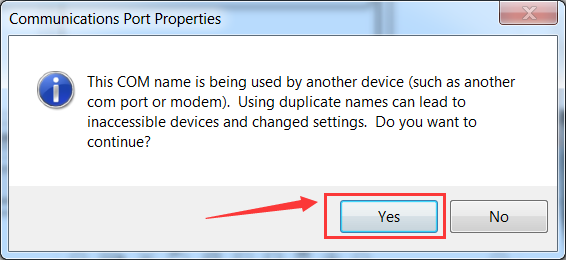 Communications Port Properties
This COM name is being used by another device (such as another
com port or modem).  Using duplicate names can lead to
inaccessible devices and changed settings.  Do you want to
continue?
Yes
No